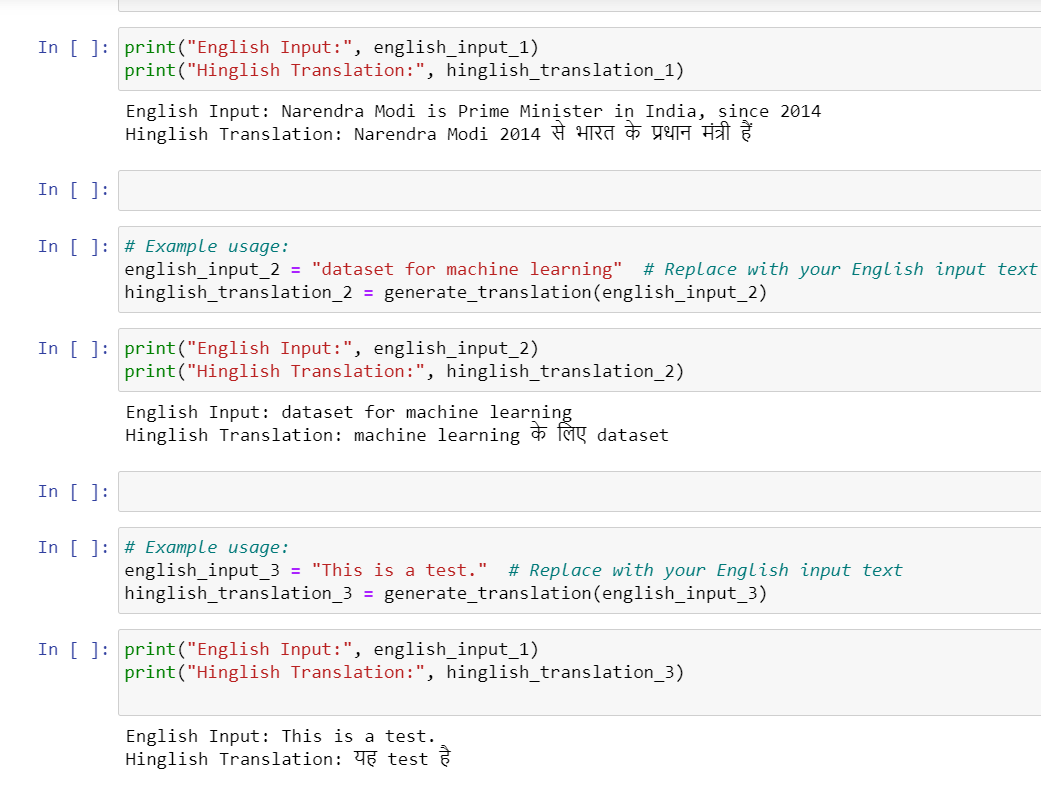 In [ ]: print("English Input:", english_input_1)
print("Hinglish Translation:", hinglish_translation_1)
English Input: Narendra Modi is Prime Minister in India, since 2014
Hinglish Translation: Narendra Modi 2014 से भारत के प्रधान मंत्री हैं
In [ ]:
In [ ]: # Example usage:
english_input_2 = "dataset for machine learning"  # Replace with your English input text
hinglish_translation_2 = generate_translation(english_input_2)
In [ ]: print("English Input:", english_input_2)
print("Hinglish Translation:", hinglish_translation_2)
English Input: dataset for machine learning
Hinglish Translation: machine learning के लिए dataset
In [ ]:
In [ ]: # Example usage:
english_input_3 = "This is a test."  # Replace with your English input text
hinglish_translation_3 = generate_translation(english_input_3)
In [ ]: print("English Input:", english_input_1)
print("Hinglish Translation:", hinglish_translation_3)
English Input: This is a test.
Hinglish Translation: यह test है